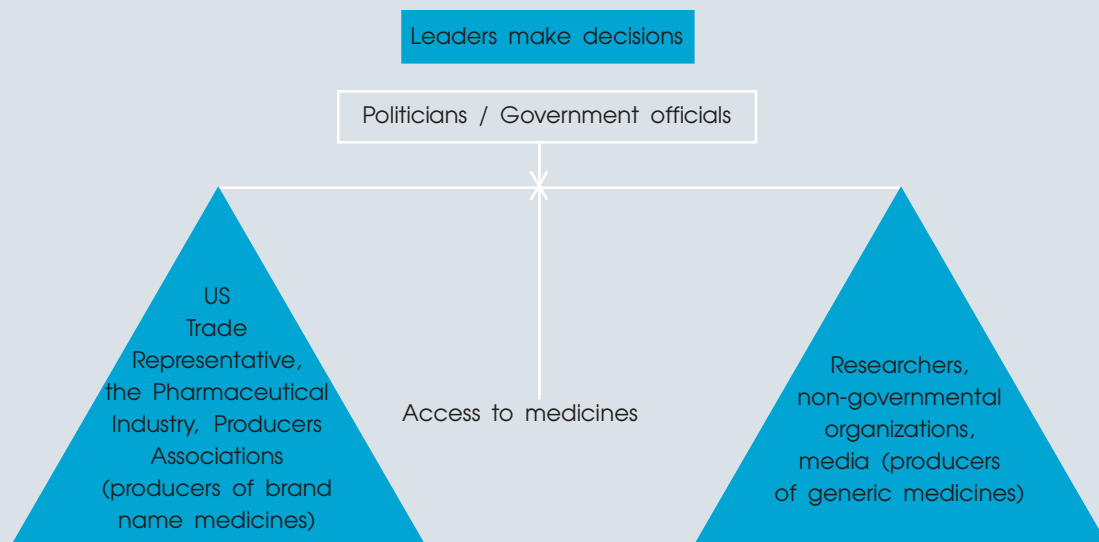 Leaders make decisions
Politicians / Government officials
US
Trade
Representative,
the Pharmaceutical
Industry, Producers
Associations
(producers of brand
name medicines)
Access to medicines
Researchers,
non-governmental
organizations,
media (producers
of generic medicines)